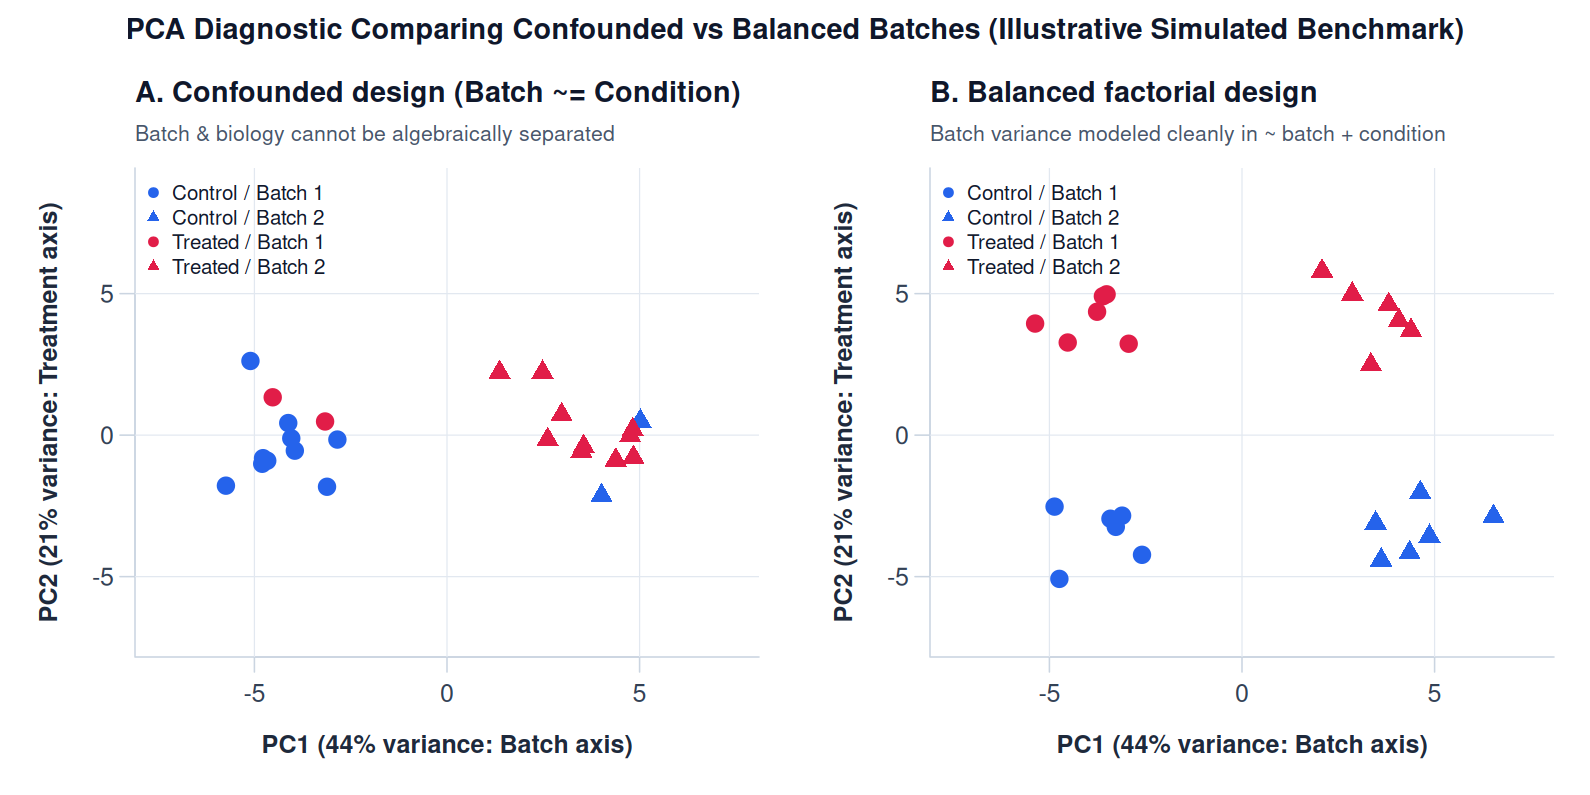 PCA Diagnostic Comparing Confounded vs Balanced Batches (Illustrative Simulated Benchmark)
A. Confounded design (Batch ~= Condition)
Batch & biology cannot be algebraically separated
Control / Batch 1
Control / Batch 2
Treated / Batch 1
Treated / Batch 2
PC2 (21% variance: Treatment axis)
5
0
-5
-5
0
5
PC1 (44% variance: Batch axis)
B. Balanced factorial design
Batch variance modeled cleanly in ~ batch + condition
Control / Batch 1
Control / Batch 2
Treated / Batch 1
Treated / Batch 2
PC2 (21% variance: Treatment axis)
5
0
-5
-5
0
5
PC1 (44% variance: Batch axis)